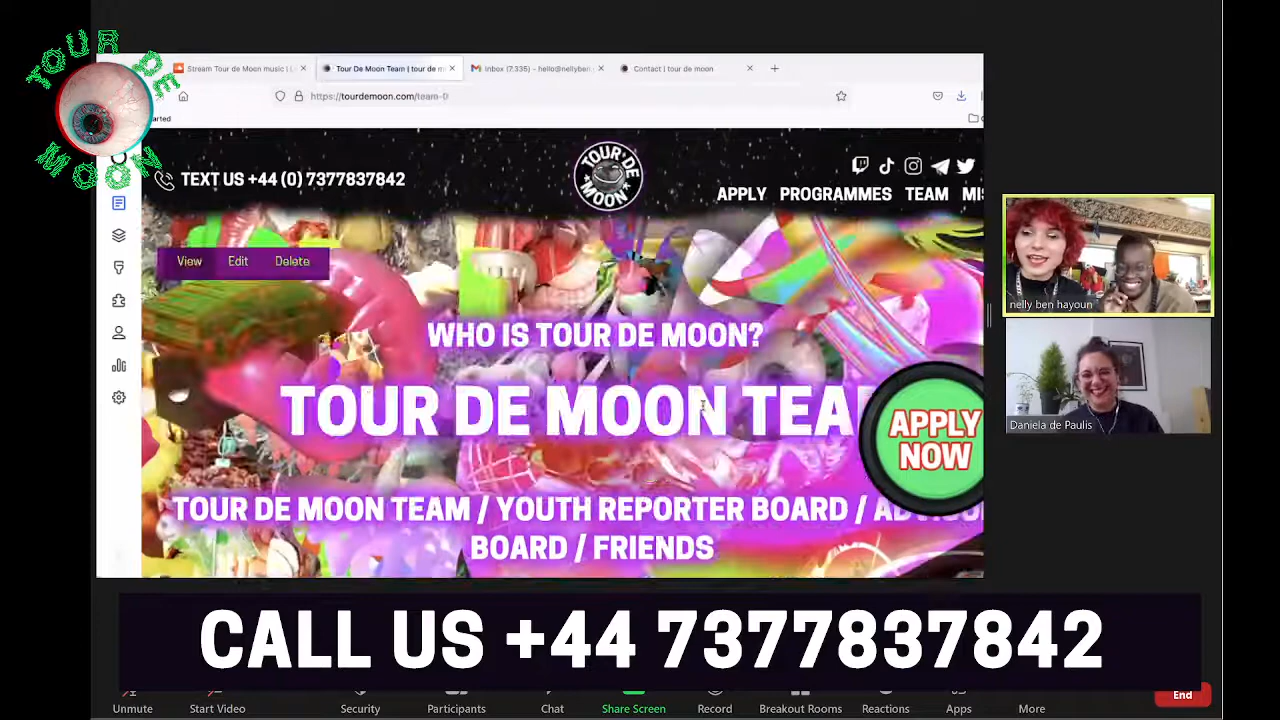 TOUR DE
MOON
Stream Tour de Moon music | L
Tour De Moon Team | tour de m
Inbox (7,335) – hello@nellyben.
Contact | tour de moon
https://tourdemoon.com/team-0
arted
TEXT US +44 (0) 7377837842
TOUR DE
MOON
APPLY PROGRAMMES TEAM MIS
View Edit Delete
WHO IS TOUR DE MOON?
TOUR DE MOON TEA
APPLY
NOW
TOUR DE MOON TEAM / YOUTH REPORTER BOARD / ADVISO
BOARD / FRIENDS
nelly ben hayoun
Daniela de Paulis
CALL US +44 7377837842
Unmute Start Video Security Participants Chat Share Screen Record Breakout Rooms Reactions Apps More End